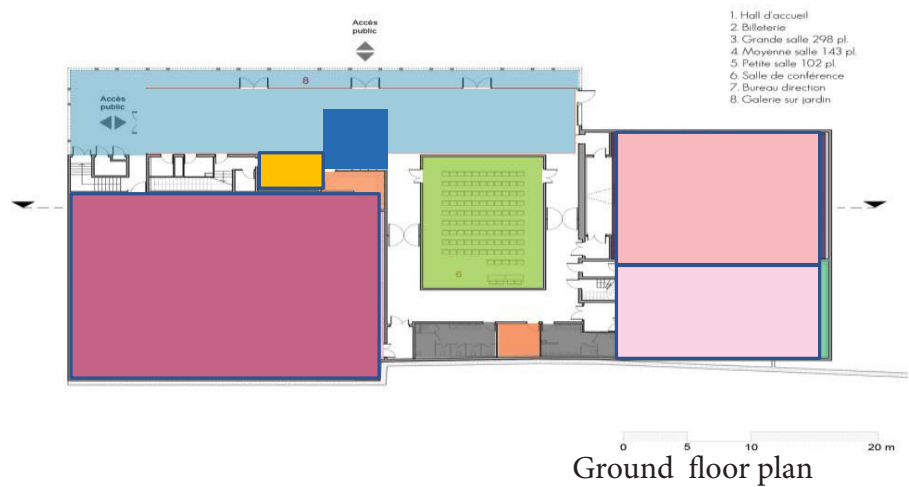 Accès
public
1. Hall d'accueil
2. Billeterie
3. Grande salle 298 pl.
4. Moyenne salle 143 pl.
5. Petite salle 102 pl.
6. Salle de conférence
7. Bureau direction
8. Galerie sur jardin
8
Accès
public
6
0 5 10 20 m
Ground floor plan